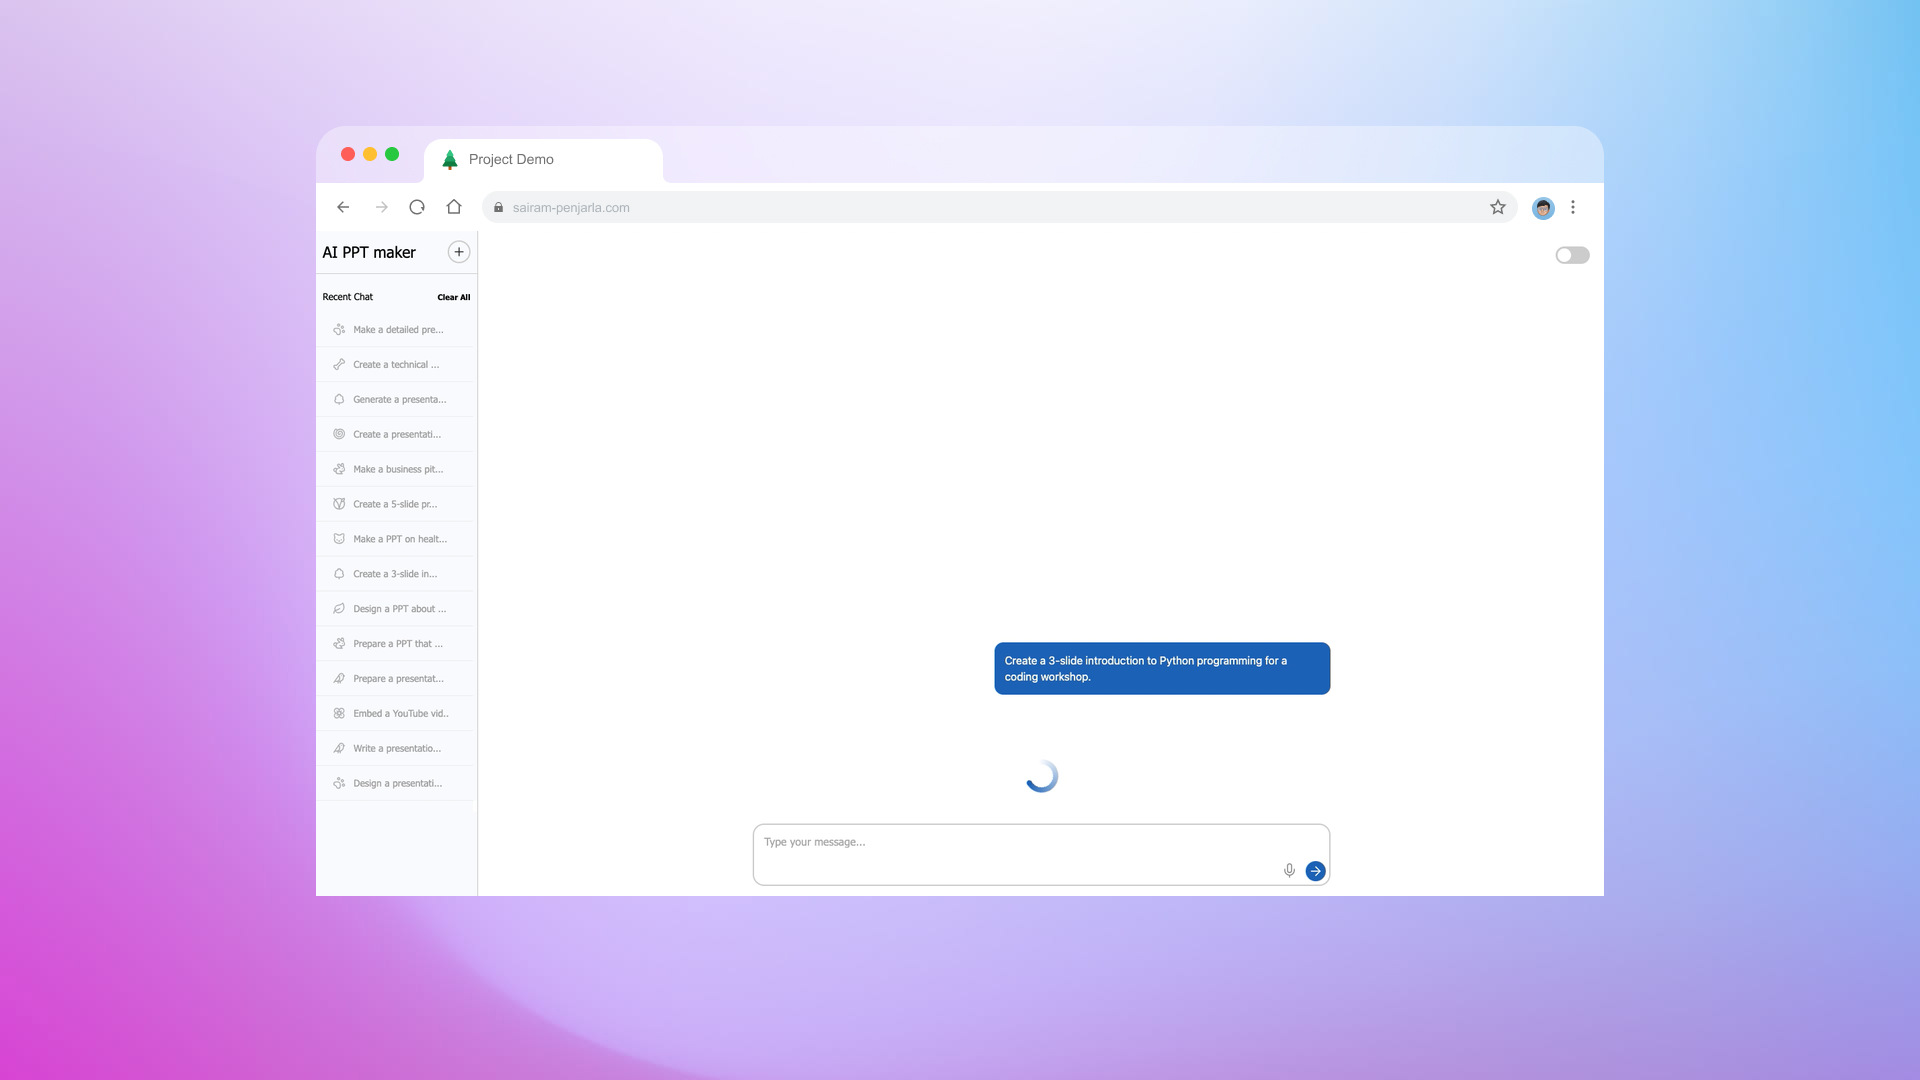 Project Demo
sairam-penjarla.com
AI PPT maker
Recent Chat
Clear All
Make a detailed pre...
Create a technical ...
Generate a presenta...
Create a presentati...
Make a business pit...
Create a 5-slide pr...
Make a PPT on healt...
Create a 3-slide in...
Design a PPT about ...
Prepare a PPT that ...
Prepare a presentat...
Embed a YouTube vid..
Write a presentatio...
Design a presentati...
Create a 3-slide introduction to Python programming for a
coding workshop.
Type your message...